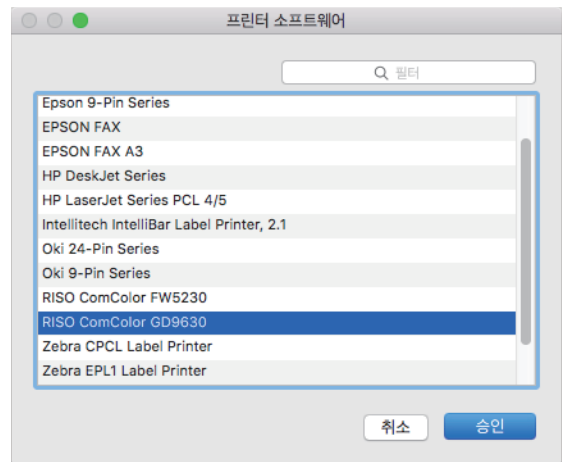 프린터 소프트웨어
필터
Epson 9-Pin Series
EPSON FAX
EPSON FAX A3
HP DeskJet Series
HP LaserJet Series PCL 4/5
Intellitech IntelliBar Label Printer, 2.1
Oki 24-Pin Series
Oki 9-Pin Series
RISO ComColor FW5230
RISO ComColor GD9630
Zebra CPCL Label Printer
Zebra EPL1 Label Printer
취소 승인